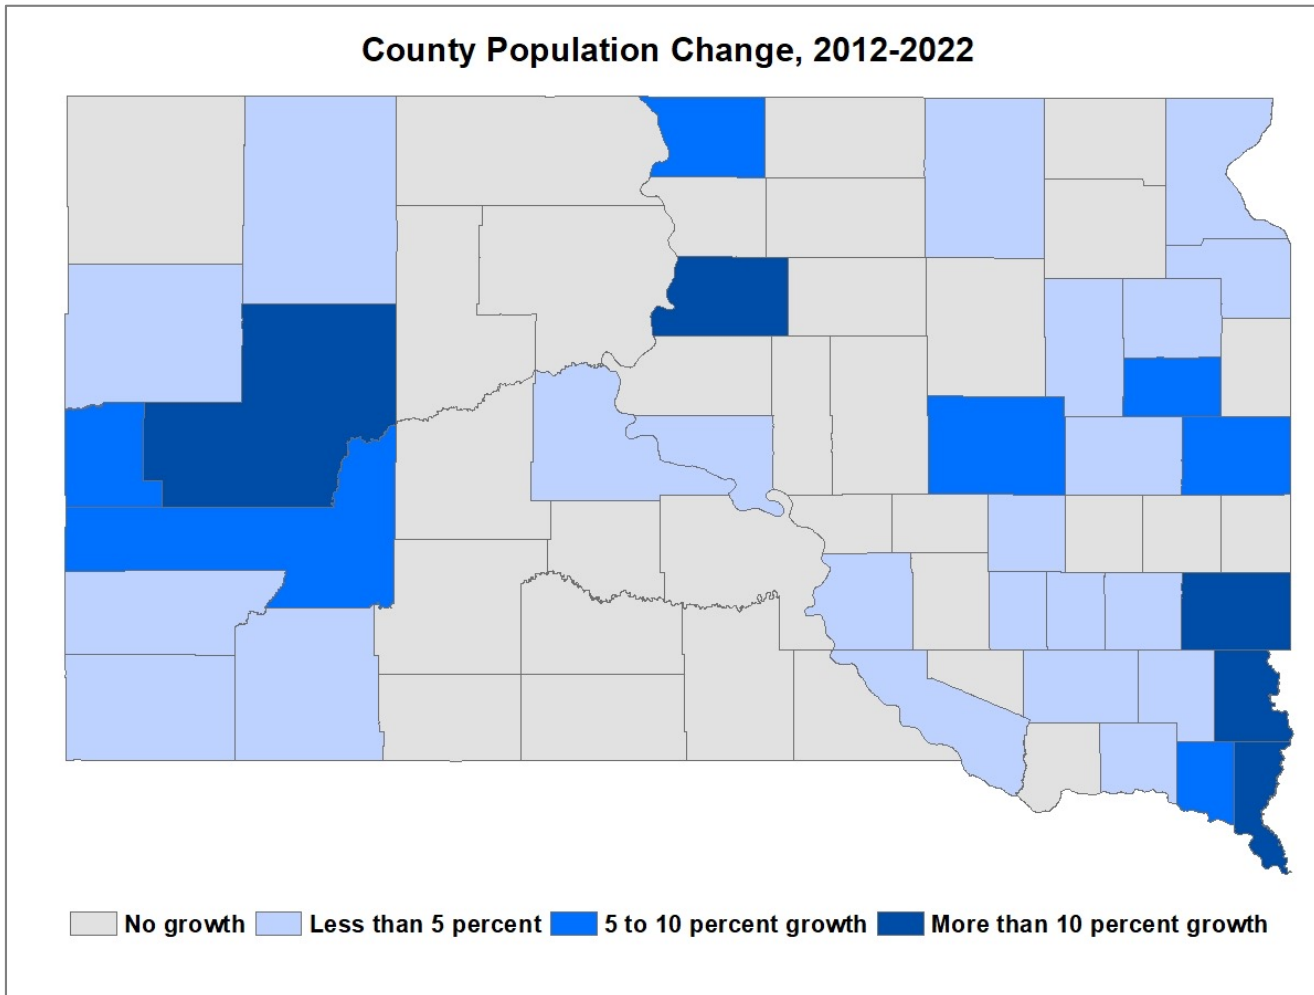 County Population Change, 2012-2022
No growth Less than 5 percent 5 to 10 percent growth More than 10 percent growth